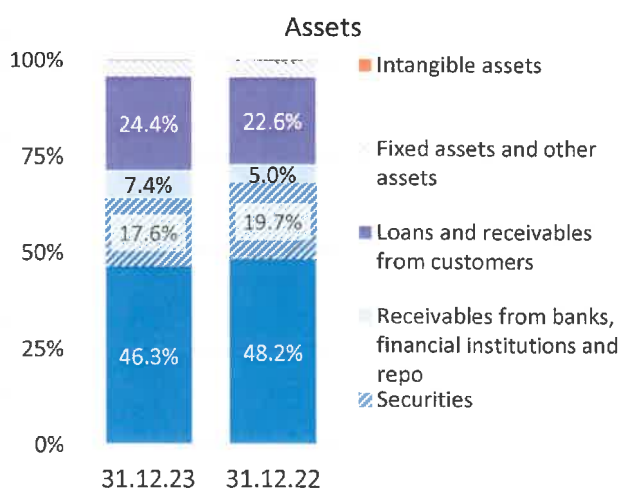 Assets
100%
75%
50%
25%
0%
24.4%
7.4%
17.6%
46.3%
22.6%
5.0%
19.7%
48.2%
31.12.23
31.12.22
Intangible assets
Fixed assets and other
assets
Loans and receivables
from customers
Receivables from banks,
financial institutions and
repo
Securities